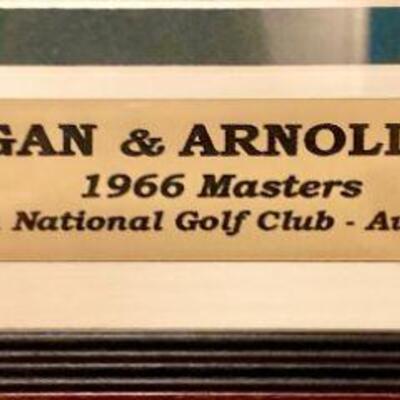 GAN & ARNOL
1966 Masters
National Golf Club - Au